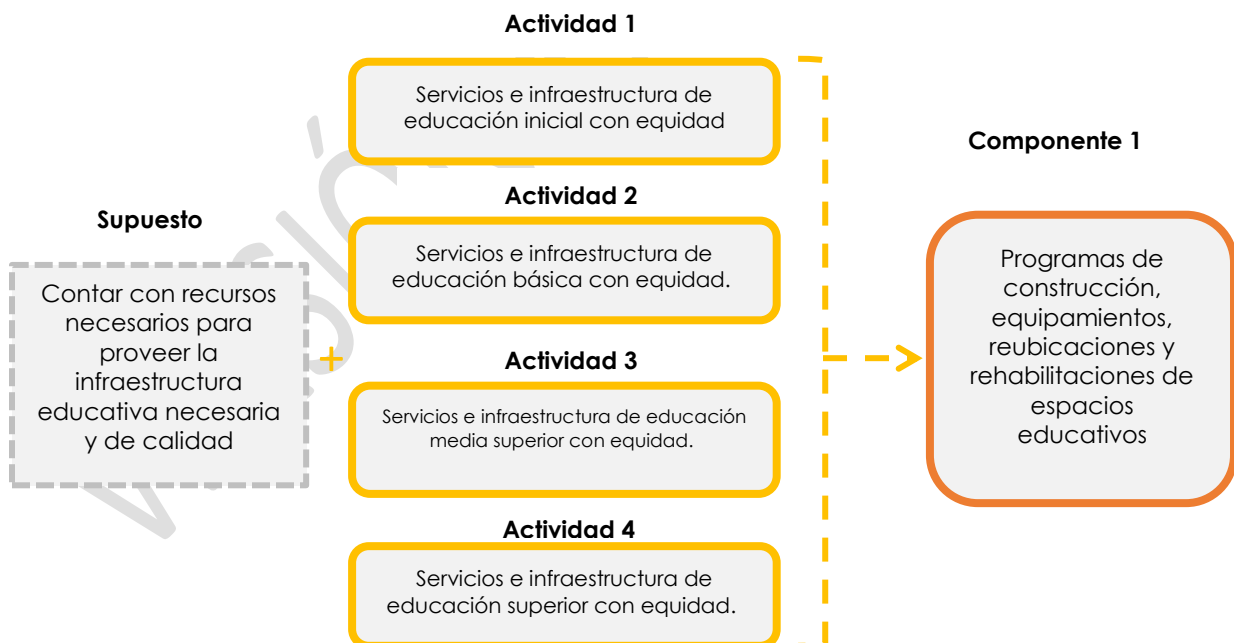 Actividad 1
Servicios e infraestructura de
educación inicial con equidad
Componente 1
Actividad 2
Supuesto
Servicios e infraestructura de
educación básica con equidad.
Contar con recursos
necesarios para
proveer la
infraestructura
educativa necesaria
y de calidad
+
Actividad 3
Servicios e infraestructura de educación
media superior con equidad.
Programas de
construcción,
equipamientos,
reubicaciones y
rehabilitaciones de
espacios
educativos
Actividad 4
Servicios e infraestructura de
educación superior con equidad.